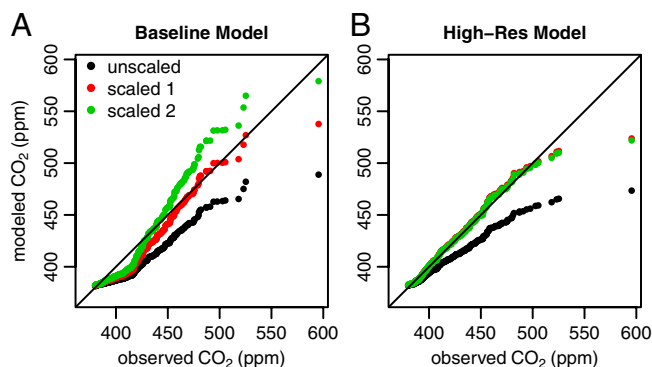 A
Baseline Model
unscaled
scaled 1
scaled 2
modeled CO2 (ppm)
400 450 500 550 600
400 450 500 550 600
observed CO2 (ppm)
B
High−Res Model
400 450 500 550 600
400 450 500 550 600
observed CO2 (ppm)